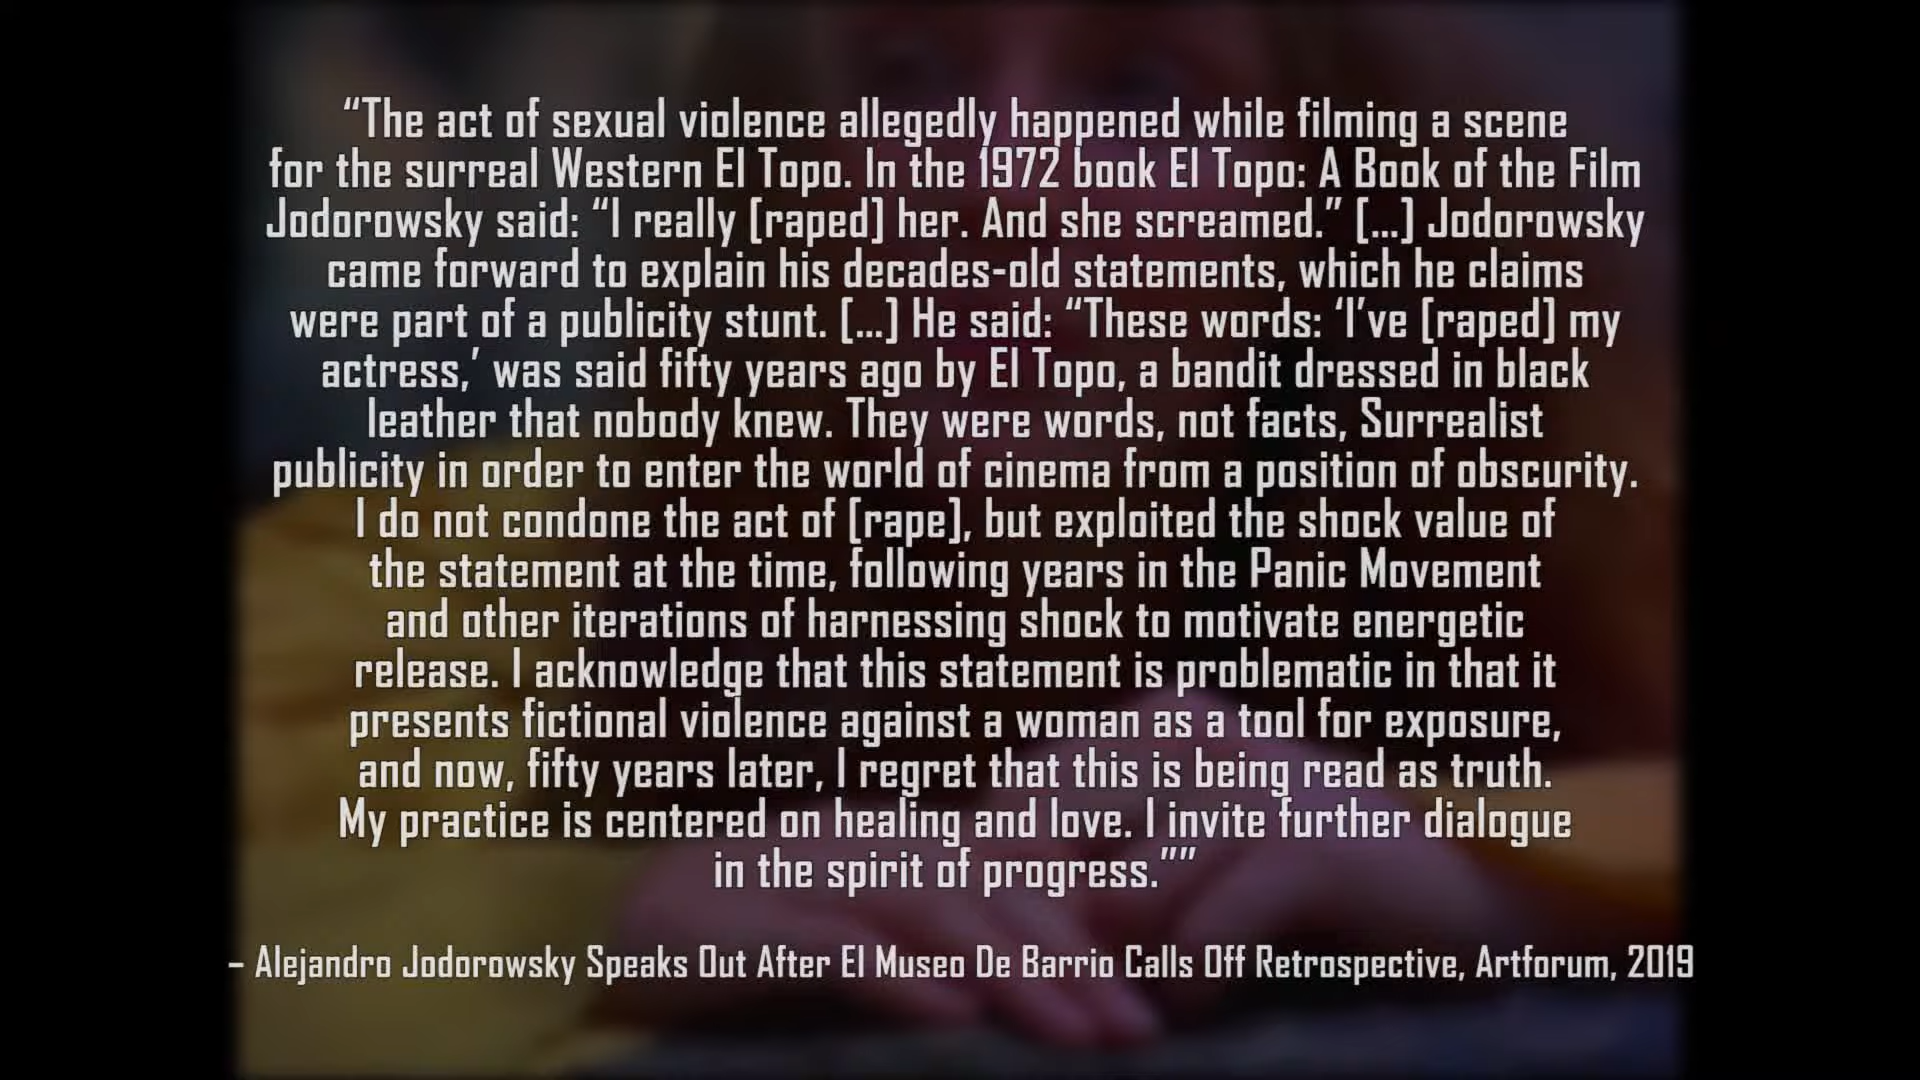 “The act of sexual violence allegedly happened while filming a scene
for the surreal Western El Topo. In the 1972 book El Topo: A Book of the Film
Jodorowsky said: “I really [raped] her. And she screamed.” [...] Jodorowsky
came forward to explain his decades-old statements, which he claims
were part of a publicity stunt. [...] He said: “These words: ‘I’ve [raped] my
actress,’ was said fifty years ago by El Topo, a bandit dressed in black
leather that nobody knew. They were words, not facts, Surrealist
publicity in order to enter the world of cinema from a position of obscurity.
I do not condone the act of [rape], but exploited the shock value of
the statement at the time, following years in the Panic Movement
and other iterations of harnessing shock to motivate energetic
release. I acknowledge that this statement is problematic in that it
presents fictional violence against a woman as a tool for exposure,
and now, fifty years later, I regret that this is being read as truth.
My practice is centered on healing and love. I invite further dialogue
in the spirit of progress.””
– Alejandro Jodorowsky Speaks Out After El Museo De Barrio Calls Off Retrospective, Artforum, 2019